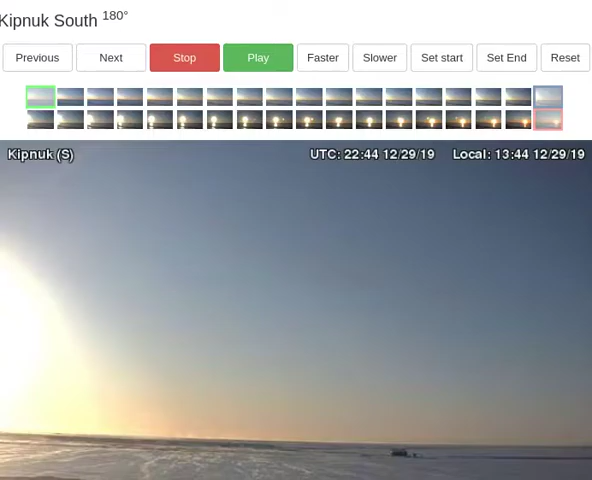 Kipnuk South 180°
Previous Next Stop Play Faster Slower Set start Set End Reset
Kipnuk (S) UTC: 22:44 12/29/19 Local: 13:44 12/29/19